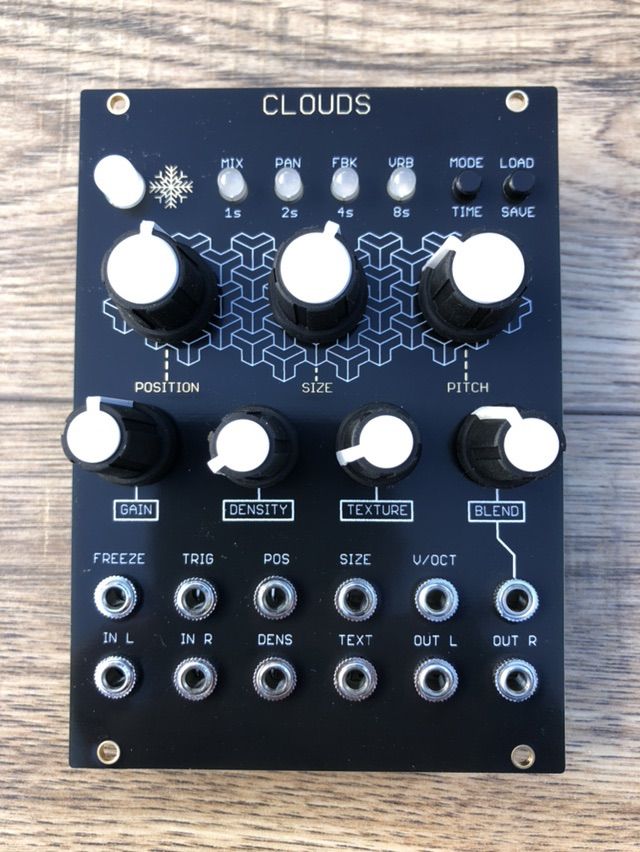 CLOUDS
MIX PAN FBK VRB MODE LOAD
1s 2s 4s 8s TIME SAVE
POSITION SIZE PITCH
GAIN DENSITY TEXTURE BLEND
FREEZE TRIG POS SIZE V/OCT
IN L IN R DENS TEXT OUT L OUT R